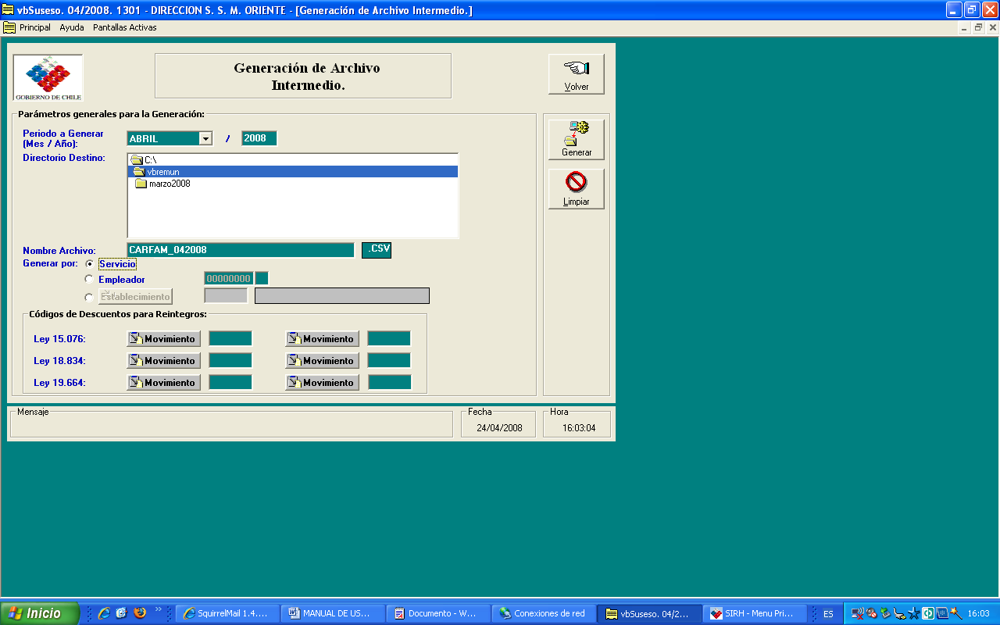 vbSuseso. 04/2008. 1301 - DIRECCION S. S. M. ORIENTE - [Generación de Archivo Intermedio.]
Principal Ayuda Pantallas Activas
GOBIERNO DE CHILE
Generación de Archivo
Intermedio.
Volver
Parámetros generales para la Generación:
Periodo a Generar
(Mes / Año):
ABRIL / 2008
Generar
Directorio Destino:
C:\
vbremun
marzo2008
Limpiar
Nombre Archivo: CARFAM_042008 .CSV
Generar por: Servicio
Empleador 00000000
Establecimiento
Códigos de Descuentos para Reintegros:
Ley 15.076: Movimiento Movimiento
Ley 18.834: Movimiento Movimiento
Ley 19.664: Movimiento Movimiento
Mensaje Fecha Hora
24/04/2008 16:03:04
Inicio SquirrelMail 1.4.... MANUAL DE US... Documento - W... Conexiones de red vbSuseso. 04/2... SIRH - Menu Pri... ES 16:03